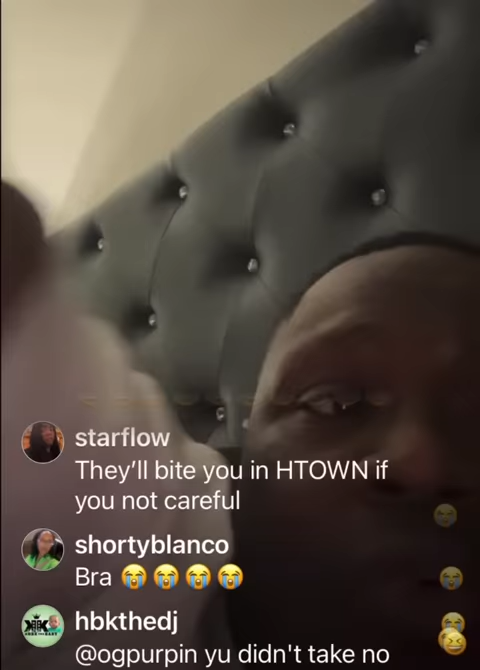 starflow
They’ll bite you in HTOWN if
you not careful
shortyblanco
Bra 😭😭😭😭
hbkthedj
@ogpurpin yu didn't take no